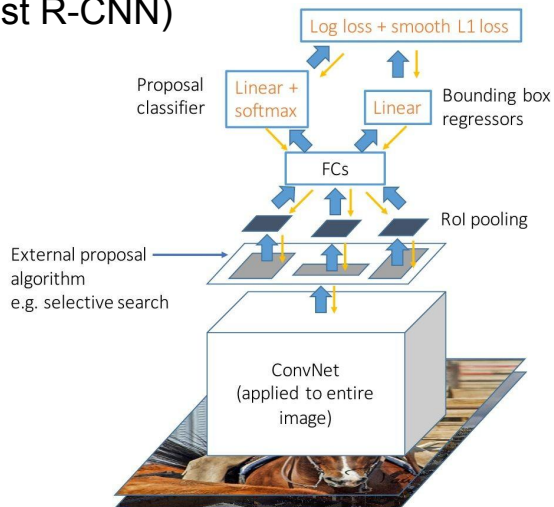 st R-CNN)
Log loss + smooth L1 loss
Proposal
classifier
Linear +
softmax
Linear
Bounding box
regressors
FCs
RoI pooling
External proposal
algorithm
e.g. selective search
ConvNet
(applied to entire
image)